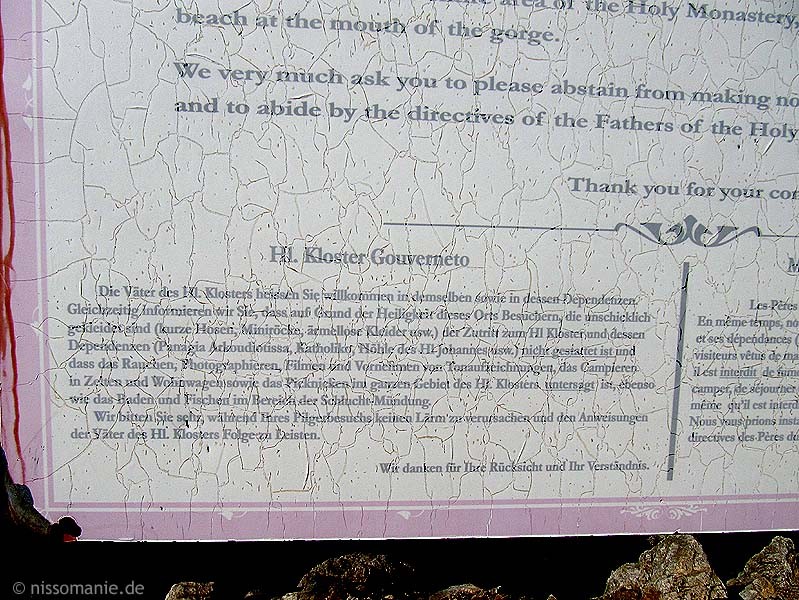 area of the Holy Monastery,
beach at the mouth of the gorge.
We very much ask you to please abstain from making no
and to abide by the directives of the Fathers of the Holy
Thank you for your con
Hl. Kloster Gouverneto
Die Väter des Hl. Klosters heissen Sie willkommen in demselben sowie in dessen Dependenzen.
Gleichzeitig informieren wir Sie, dass auf Grund der Heiligkeit dieses Orts Besuchern, die unschicklich
gekleidet sind (kurze Hosen, Miniröcke, ärmellose Kleider usw.) der Zutritt zum Hl Kloster und dessen
Dependenzen (Panagia Arkoudiotissa, Katholiko, Höhle des Hl Johannes usw.) nicht gestattet ist und
dass das Rauchen, Photographieren, Filmen und Vornehmen von Tonaufzeichnungen, das Campieren
in Zelten und Wohnwagen sowie das Picknicken im ganzen Gebiet des Hl. Klosters untersagt ist, ebenso
wie das Baden und Fischen im Bereich der Schlucht-Mündung.
Wir bitten Sie sehr, während Ihres Pilgerbesuchs keinen Lärm zu verursachen und den Anweisungen
der Väter des Hl. Klosters Folge zu Leisten.
Wir danken für Ihre Rücksicht und Ihr Verständnis.
M
Les Pères
En même temps, no
et ses dépendances (
visiteurs vêtus de ma
il est interdit de fume
camper, de séjourner
même qu'il est interd
Nous vous prions insta
directives des Pères du
© nissomanie.de